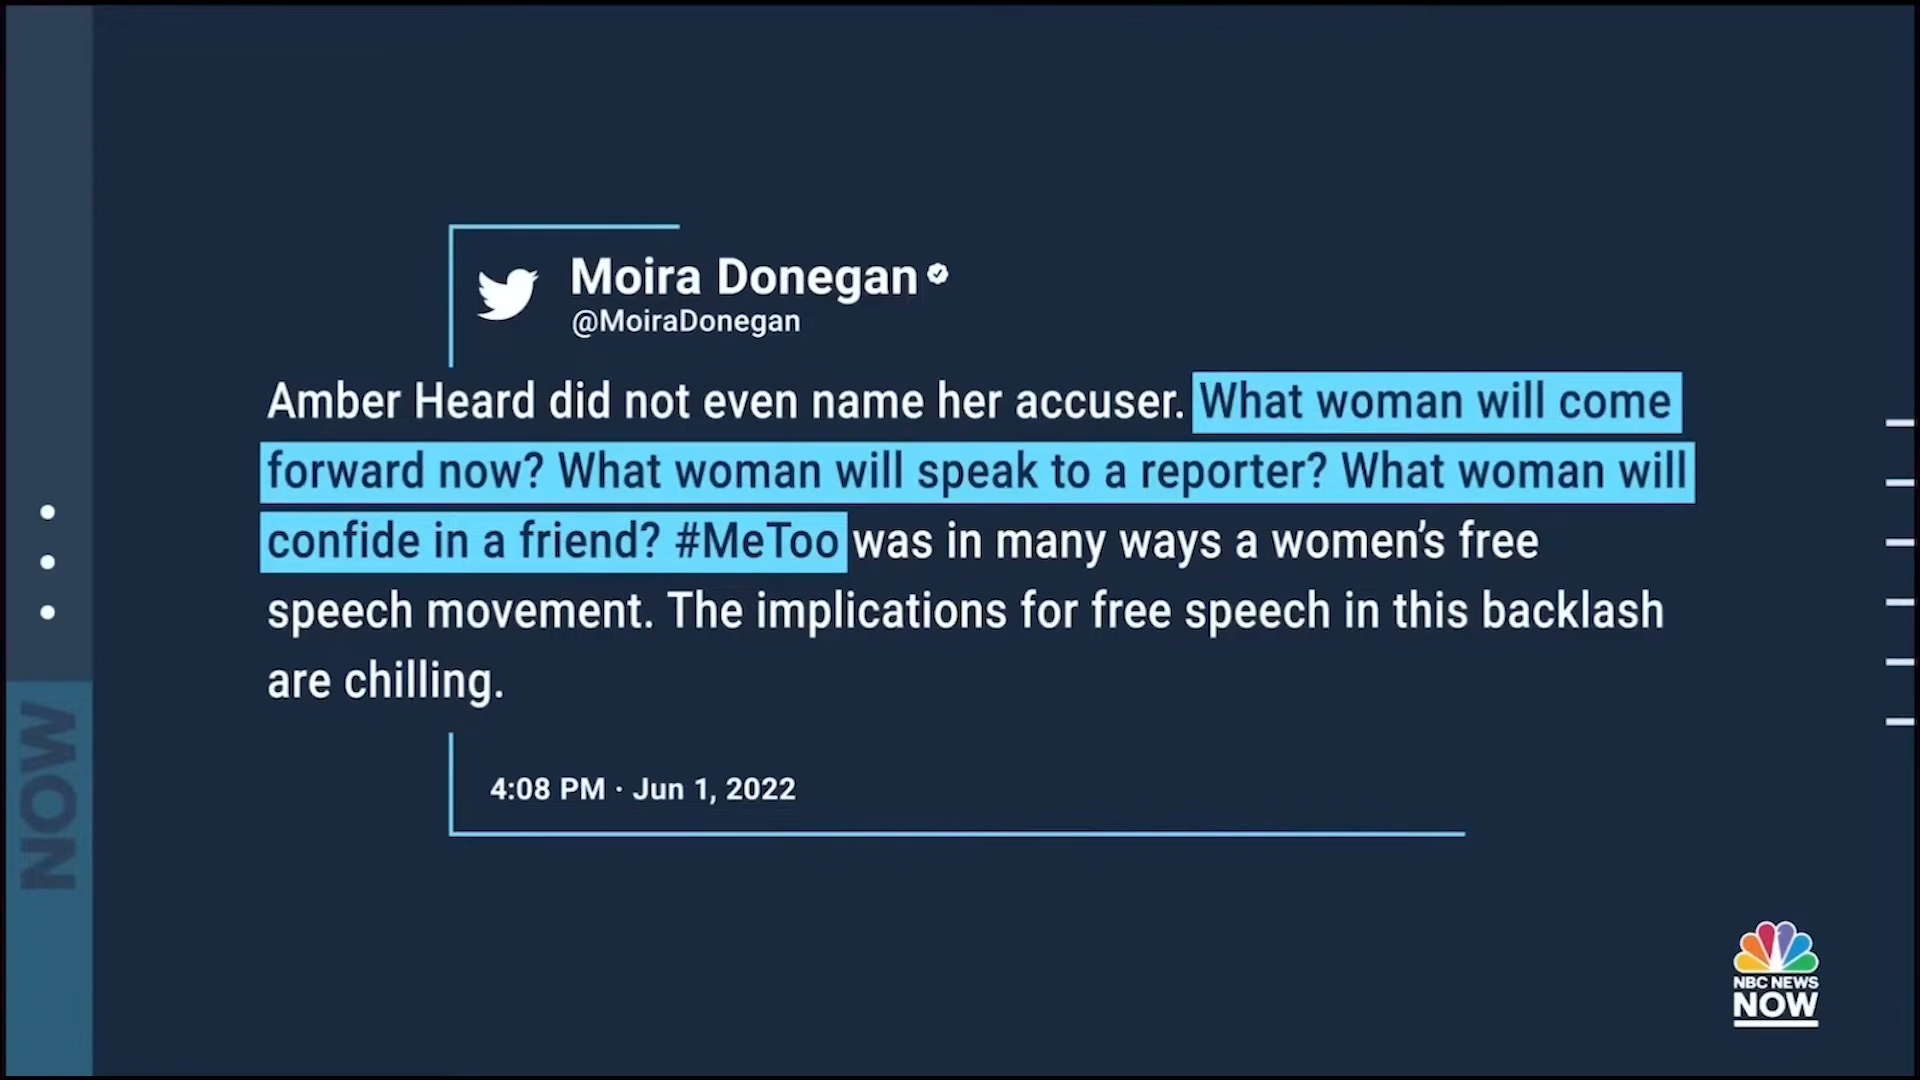 Moira Donegan
@MoiraDonegan
Amber Heard did not even name her accuser. What woman will come
forward now? What woman will speak to a reporter? What woman will
confide in a friend? #MeToo was in many ways a women’s free
speech movement. The implications for free speech in this backlash
are chilling.
4:08 PM · Jun 1, 2022
NOW
NBC NEWS
NOW